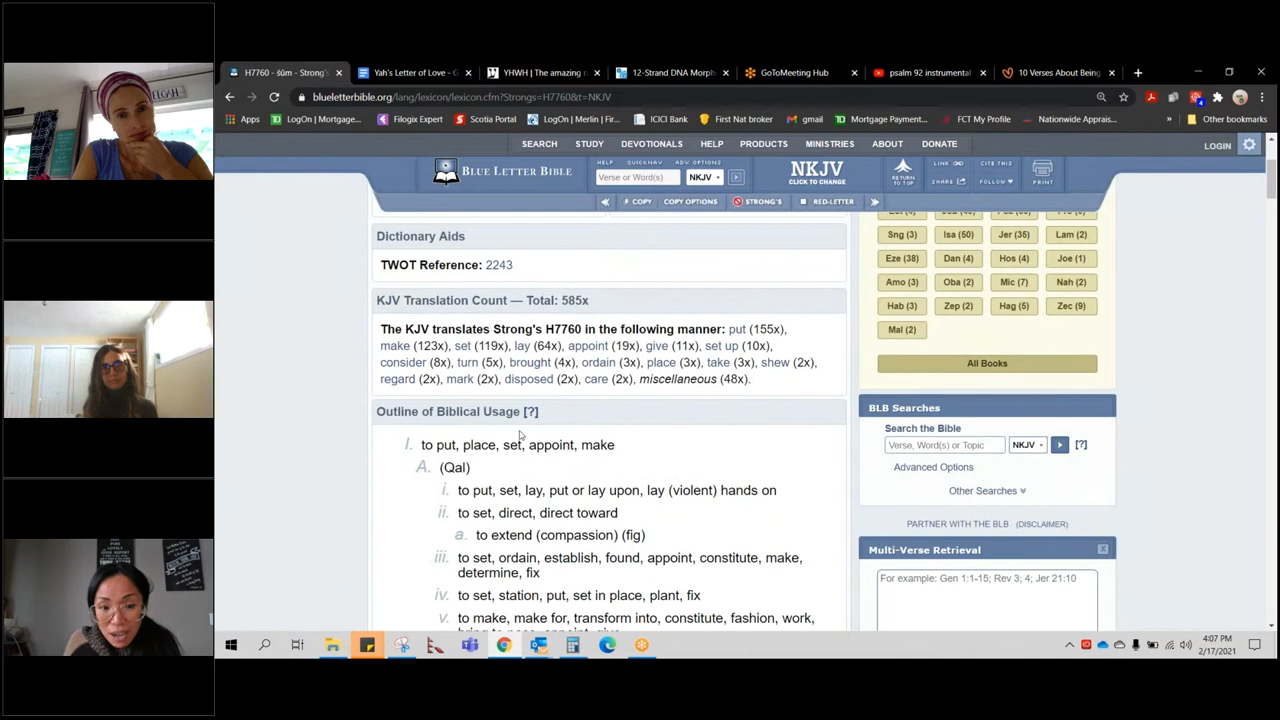 H7760 - śûm - Strong's
Yah's Letter of Love - G
YHWH | The amazing n
12-Strand DNA Morph
GoToMeeting Hub
psalm 92 instrumental
10 Verses About Being
blueletterbible.org/lang/lexicon/lexicon.cfm?Strongs=H7760&t=NKJV
Apps
LogOn | Mortgage...
Filogix Expert
Scotia Portal
LogOn | Merlin | Fir...
ICICI Bank
First Nat broker
gmail
Mortgage Payment...
FCT My Profile
Nationwide Apprais...
Other bookmarks
SEARCH STUDY DEVOTIONALS HELP PRODUCTS MINISTRIES ABOUT DONATE
LOGIN
BLUE LETTER BIBLE
HELP QUICKNAV ADV. OPTIONS
Verse or Word(s)
NKJV
NKJV
CLICK TO CHANGE
RETURN
TO TOP
LINK
CITE THIS
SHARE
FOLLOW
PRINT
COPY COPY OPTIONS STRONG'S RED-LETTER
Dictionary Aids
TWOT Reference: 2243
KJV Translation Count — Total: 585x
The KJV translates Strong's H7760 in the following manner: put (155x),
make (123x), set (119x), lay (64x), appoint (19x), give (11x), set up (10x),
consider (8x), turn (5x), brought (4x), ordain (3x), place (3x), take (3x), shew (2x),
regard (2x), mark (2x), disposed (2x), care (2x), miscellaneous (48x).
Outline of Biblical Usage [?]
I. to put, place, set, appoint, make
A. (Qal)
i. to put, set, lay, put or lay upon, lay (violent) hands on
ii. to set, direct, direct toward
a. to extend (compassion) (fig)
iii. to set, ordain, establish, found, appoint, constitute, make,
determine, fix
iv. to set, station, put, set in place, plant, fix
v. to make, make for, transform into, constitute, fashion, work,
Sng (3) Isa (50) Jer (35) Lam (2)
Eze (38) Dan (4) Hos (4) Joe (1)
Amo (3) Oba (2) Mic (7) Nah (2)
Hab (3) Zep (2) Hag (5) Zec (9)
Mal (2)
All Books
BLB Searches
Search the Bible
Verse, Word(s) or Topic
NKJV
[?]
Advanced Options
Other Searches
PARTNER WITH THE BLB (DISCLAIMER)
Multi-Verse Retrieval
For example: Gen 1:1-15; Rev 3; 4; Jer 21:10
4:07 PM
2/17/2021